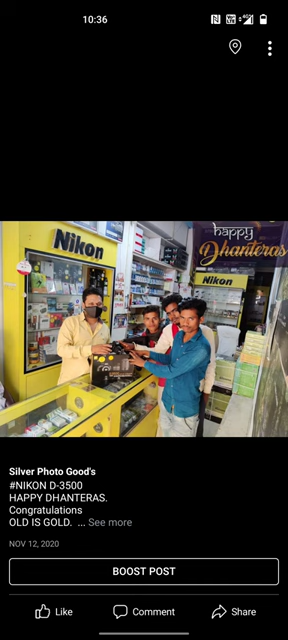 10:36
happy
Dhanteras
Nikon
Nikon
Silver Photo Good's
#NIKON D-3500
HAPPY DHANTERAS.
Congratulations
OLD IS GOLD. ... See more
NOV 12, 2020
BOOST POST
Like
Comment
Share